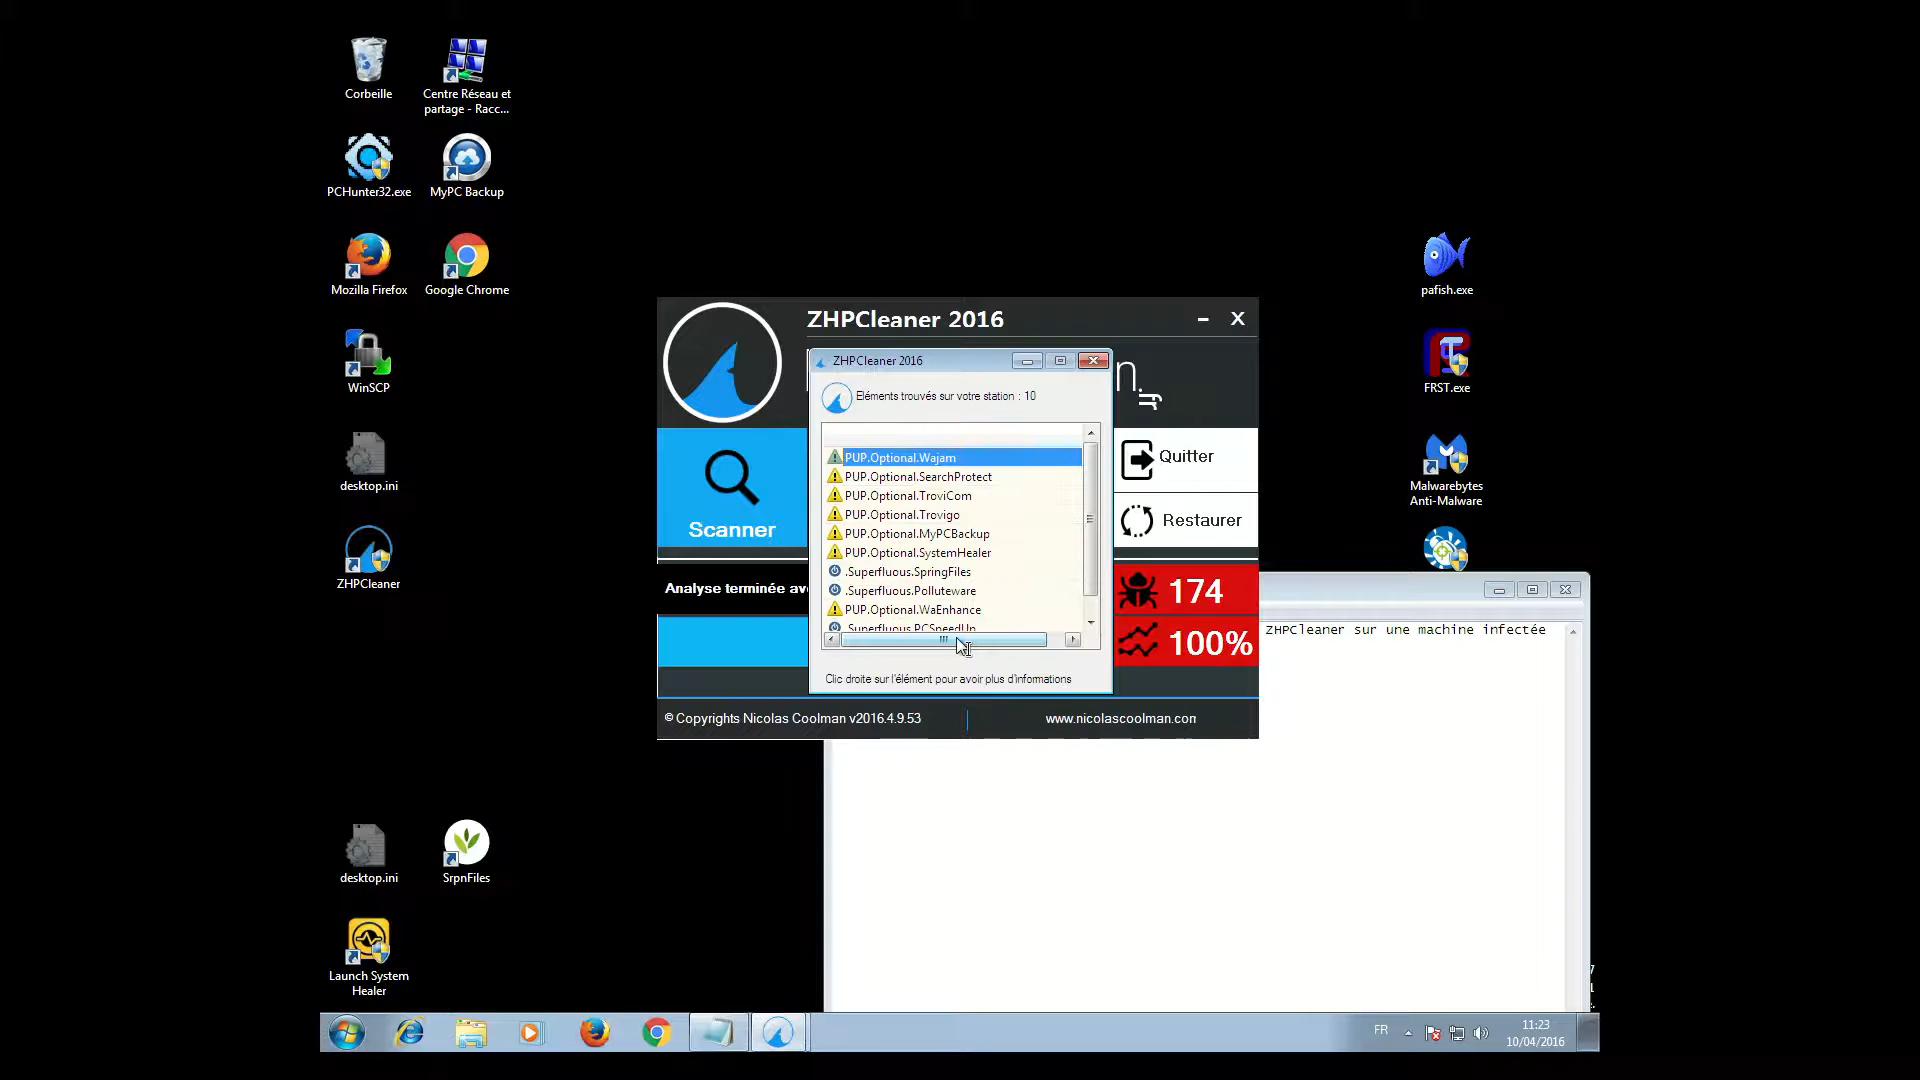 Corbeille
Centre Réseau et
partage - Racc...
PCHunter32.exe
MyPC Backup
Mozilla Firefox
Google Chrome
WinSCP
desktop.ini
ZHPCleaner
desktop.ini
SrpnFiles
Launch System
Healer
ZHPCleaner 2016
X
ZHPCleaner 2016
Eléments trouvés sur votre station : 10
PUP.Optional.Wajam
PUP.Optional.SearchProtect
PUP.Optional.TroviCom
PUP.Optional.Trovigo
PUP.Optional.MyPCBackup
PUP.Optional.SystemHealer
.Superfluous.SpringFiles
.Superfluous.Polluteware
PUP.Optional.WaEnhance
.Superfluous.PCSpeedUp
Clic droite sur l'élément pour avoir plus d'informations
Scanner
Quitter
Restaurer
Analyse terminée av
174
100%
© Copyrights Nicolas Coolman v2016.4.9.53
www.nicolascoolman.com
pafish.exe
FRST.exe
Malwarebytes
Anti-Malware
ZHPCleaner sur une machine infectée
FR
11:23
10/04/2016